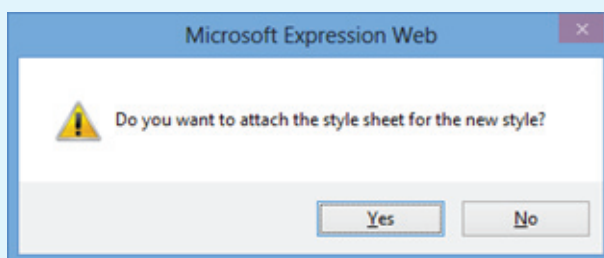 Microsoft Expression Web
Do you want to attach the style sheet for the new style?
Yes No